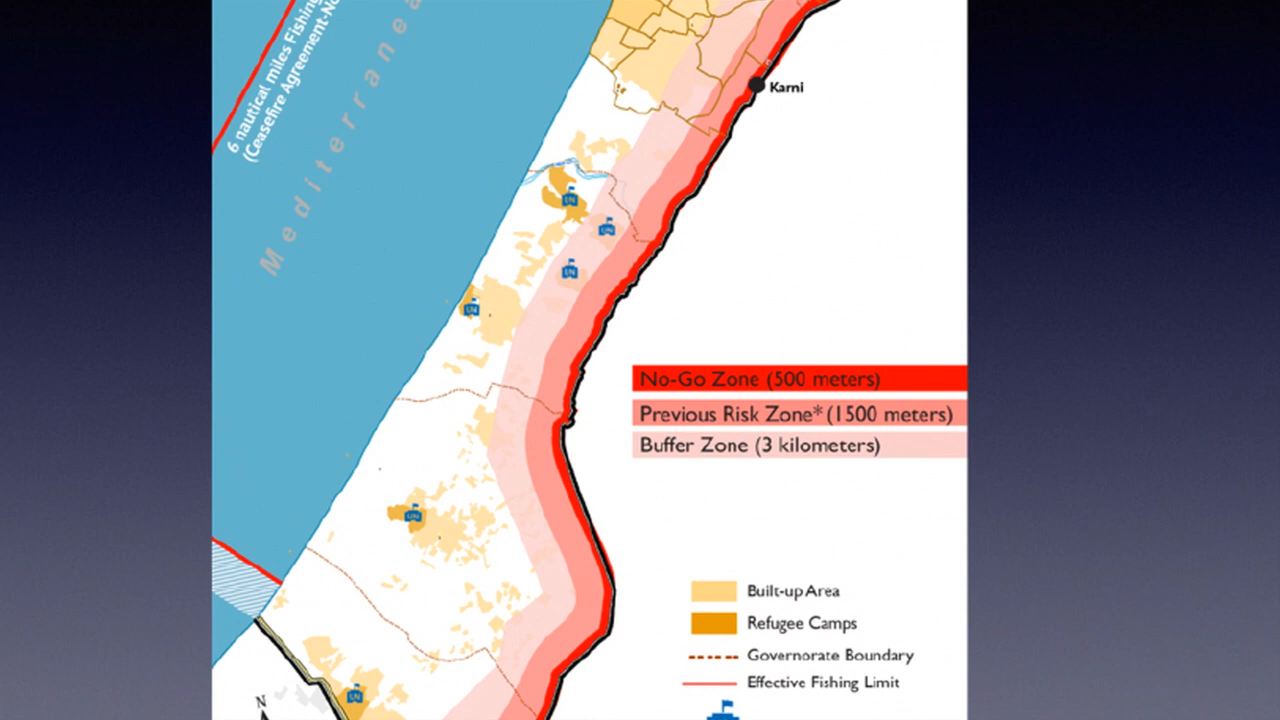 6 nautical miles Fishing
(Ceasefire Agreement-No
Mediterranea
Karni
UN
UN
UN
UN
No-Go Zone (500 meters)
Previous Risk Zone* (1500 meters)
Buffer Zone (3 kilometers)
UN
Built-up Area
Refugee Camps
Governorate Boundary
Effective Fishing Limit
UN
N